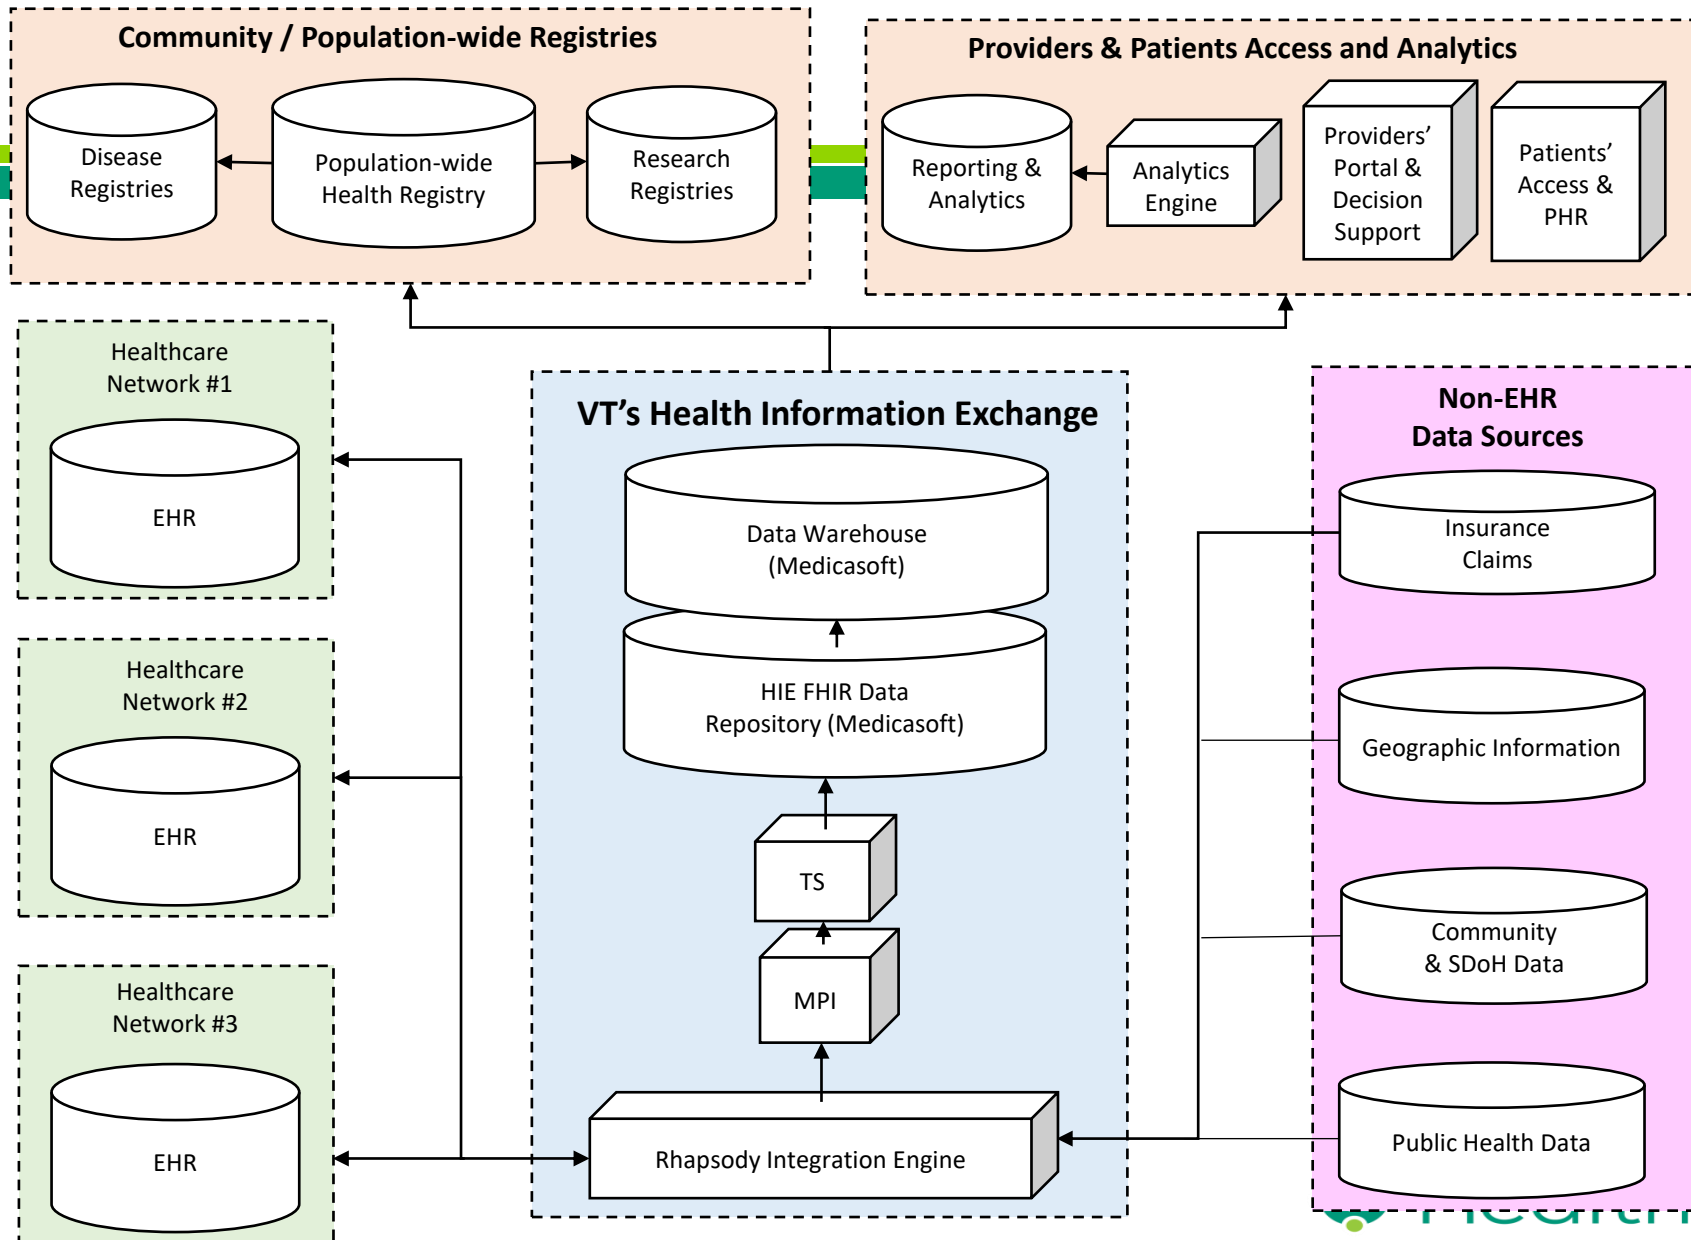 Community / Population-wide Registries
Disease
Registries
Population-wide
Health Registry
Research
Registries
Providers & Patients Access and Analytics
Reporting &
Analytics
Analytics
Engine
Providers’
Portal &
Decision
Support
Patients’
Access &
PHR
Healthcare
Network #1
EHR
Healthcare
Network #2
EHR
Healthcare
Network #3
EHR
VT’s Health Information Exchange
Data Warehouse
(Medicasoft)
HIE FHIR Data
Repository (Medicasoft)
TS
MPI
Rhapsody Integration Engine
Non-EHR
Data Sources
Insurance
Claims
Geographic Information
Community
& SDoH Data
Public Health Data